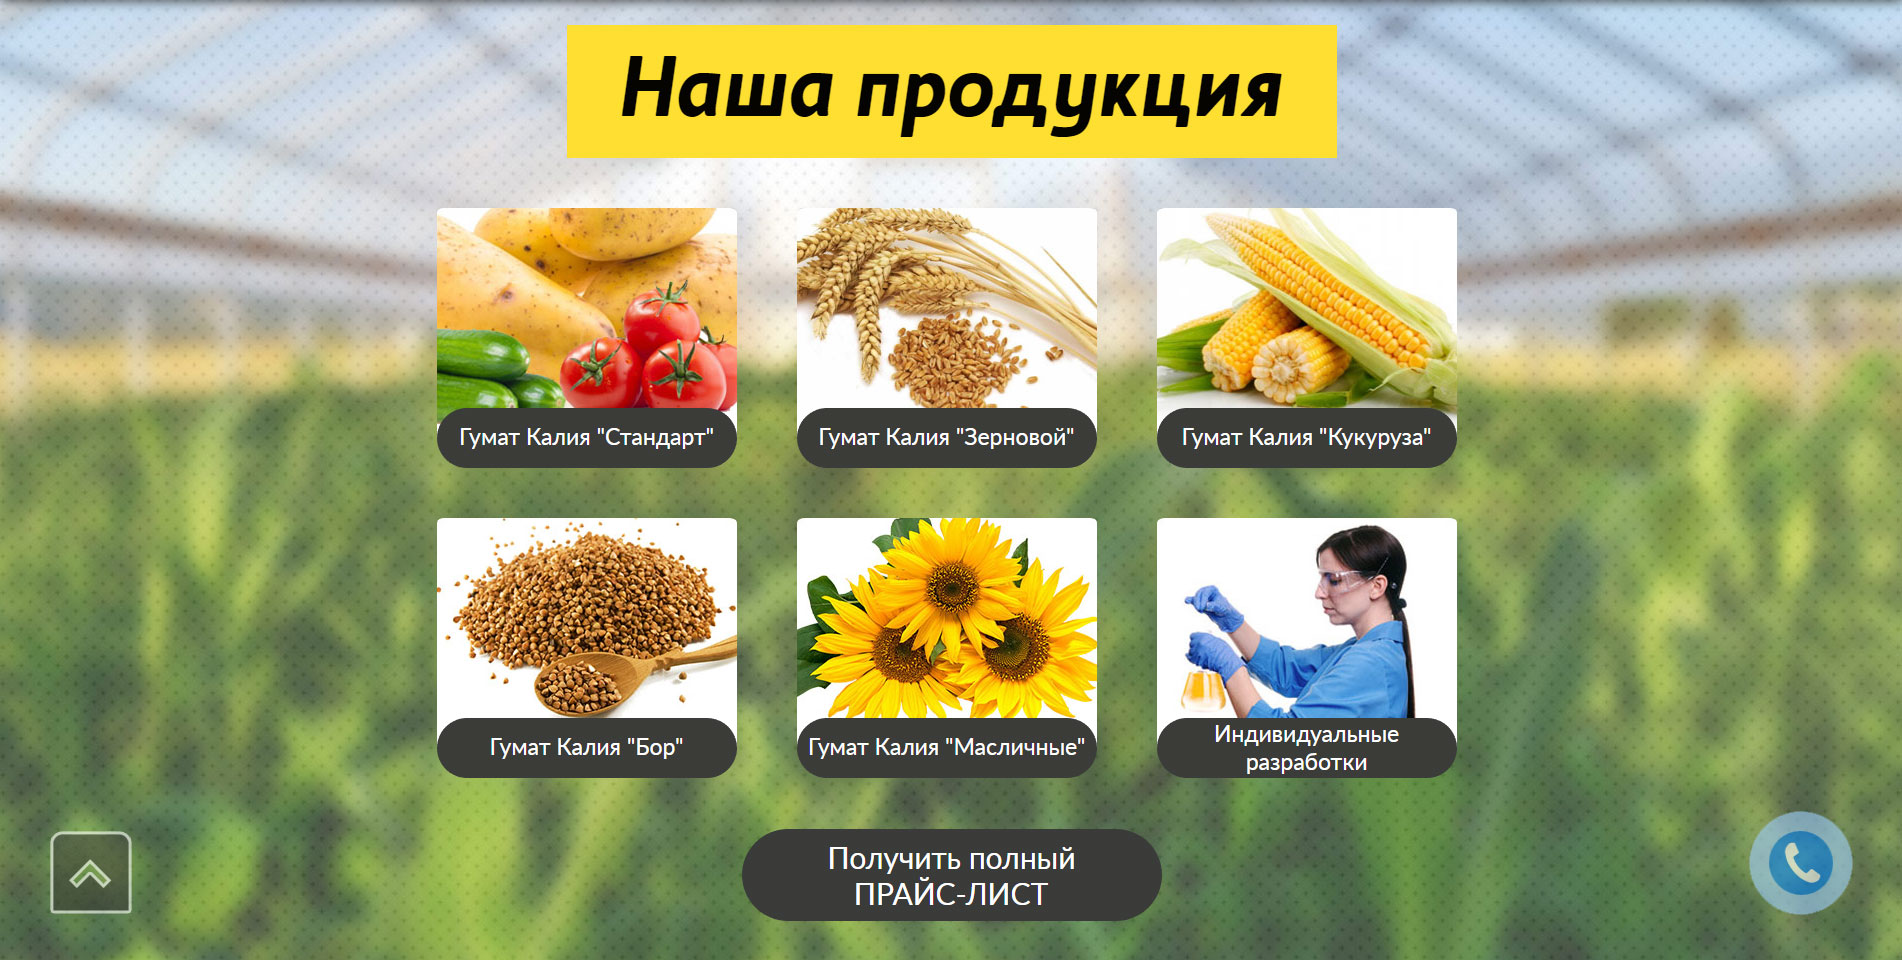 Наша продукция
Гумат Калия "Стандарт"
Гумат Калия "Зерновой"
Гумат Калия "Кукуруза"
Гумат Калия "Бор"
Гумат Калия "Масличные"
Индивидуальные
разработки
Получить полный
ПРАЙС-ЛИСТ